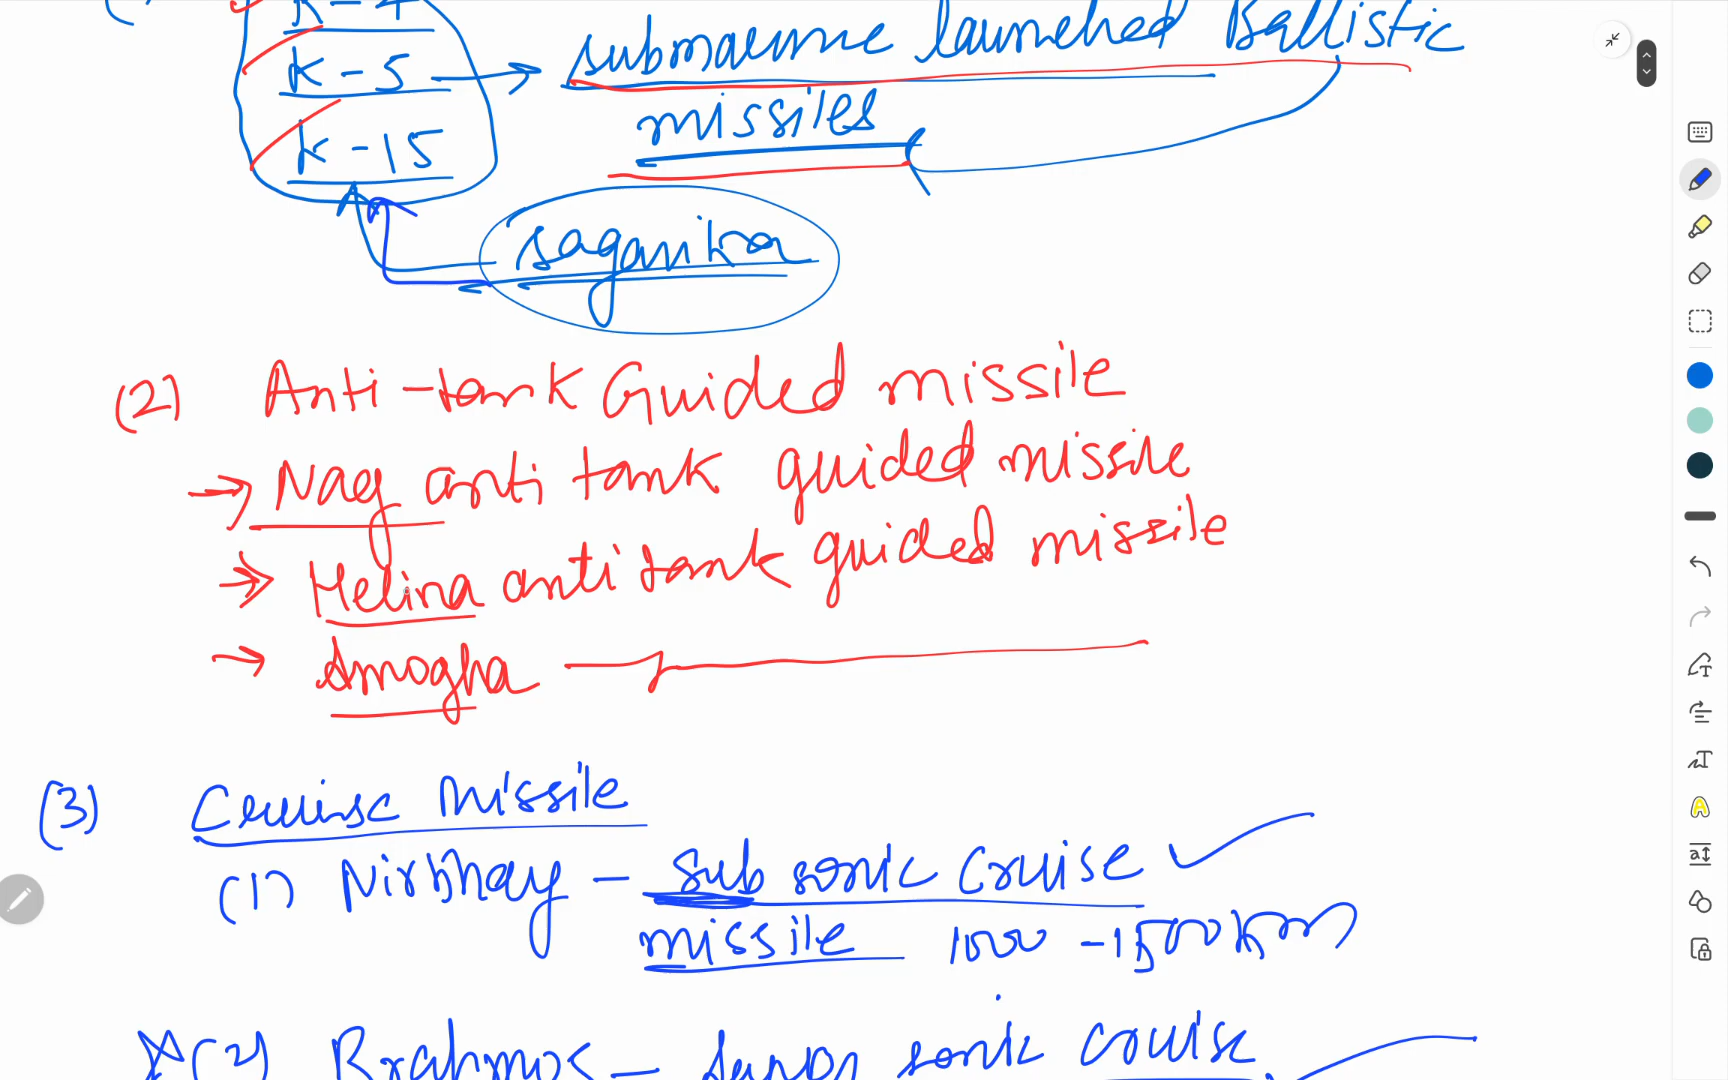 K-4
K-5 → submarine launched Ballistic
missiles
K-15
saganika
(2) Anti-tank Guided missile
→ Nag anti tank guided missile
→ Helina anti tank guided missile
→ Amogha
(3) Cruise Missile
(1) Nirbhay - sub sonic cruise
missile 1000 -1500 km
(2) Brahmos - super sonic cruise